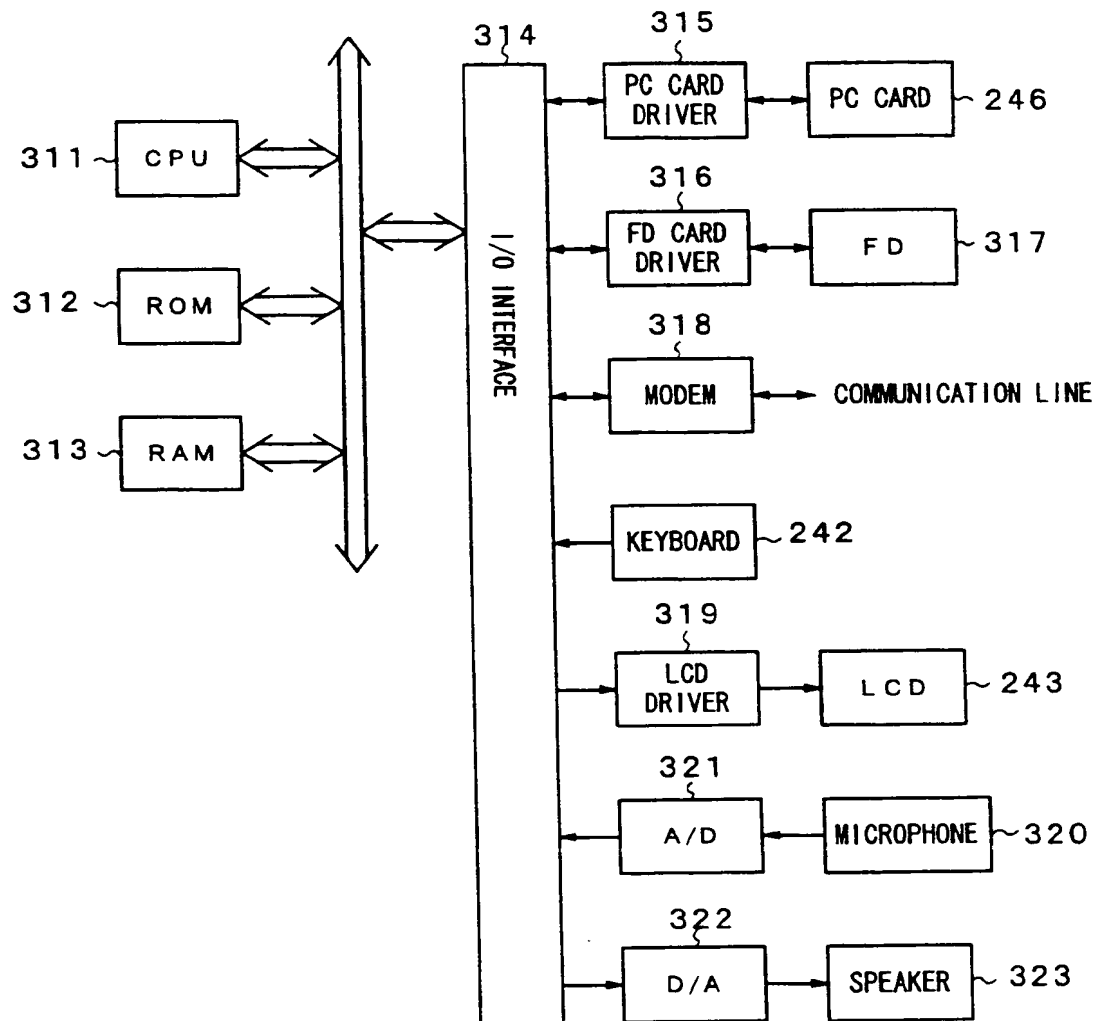 314
315
PC CARD
DRIVER
PC CARD
246
311
CPU
316
FD CARD
DRIVER
FD
317
I/O INTERFACE
312
ROM
318
MODEM
COMMUNICATION LINE
313
RAM
KEYBOARD
242
319
LCD
DRIVER
LCD
243
321
A/D
MICROPHONE
320
322
D/A
SPEAKER
323